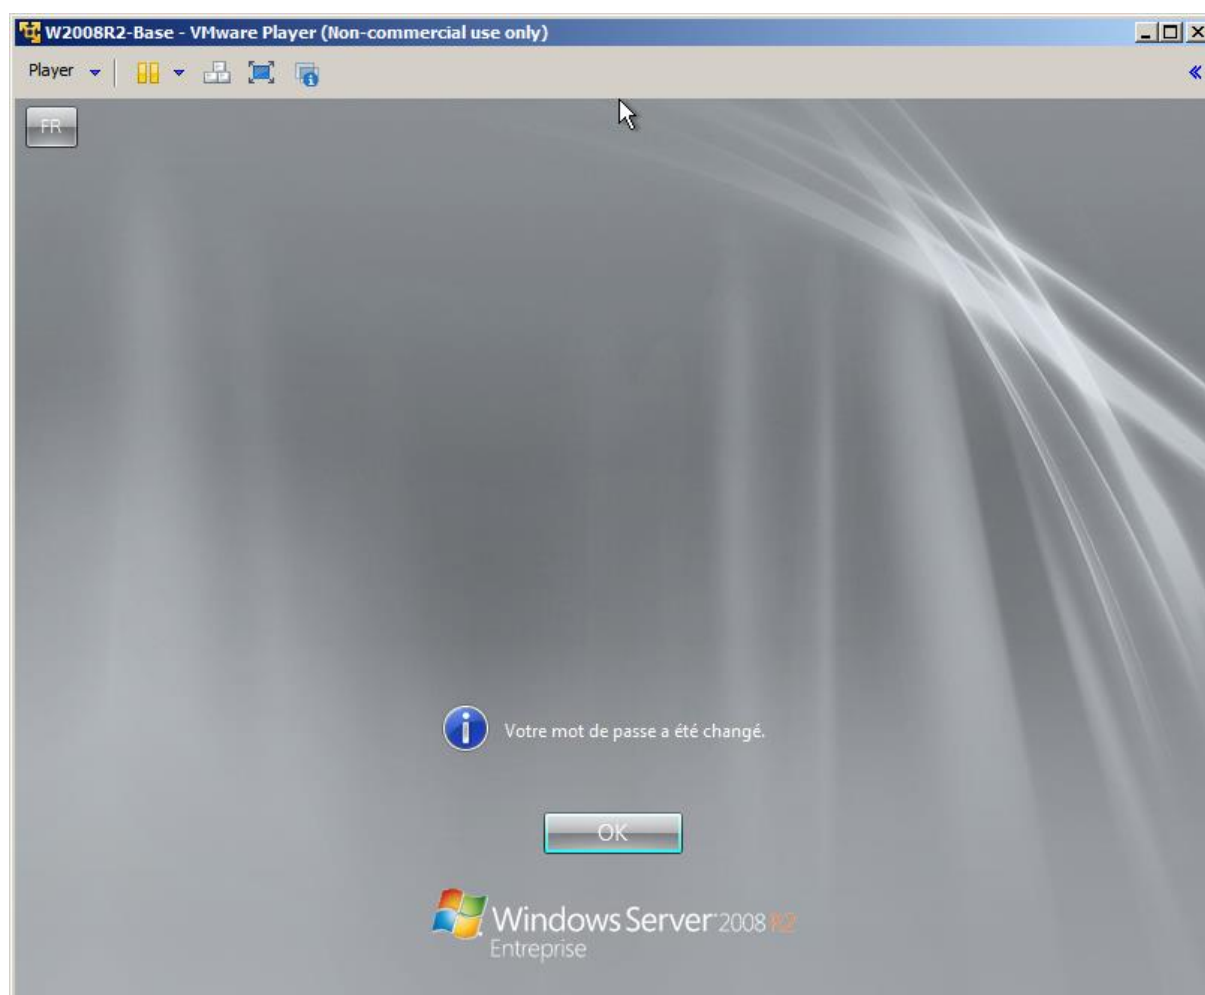 W2008R2-Base - VMware Player (Non-commercial use only)
Player
FR
Votre mot de passe a été changé.
OK
Windows Server 2008 R2
Entreprise